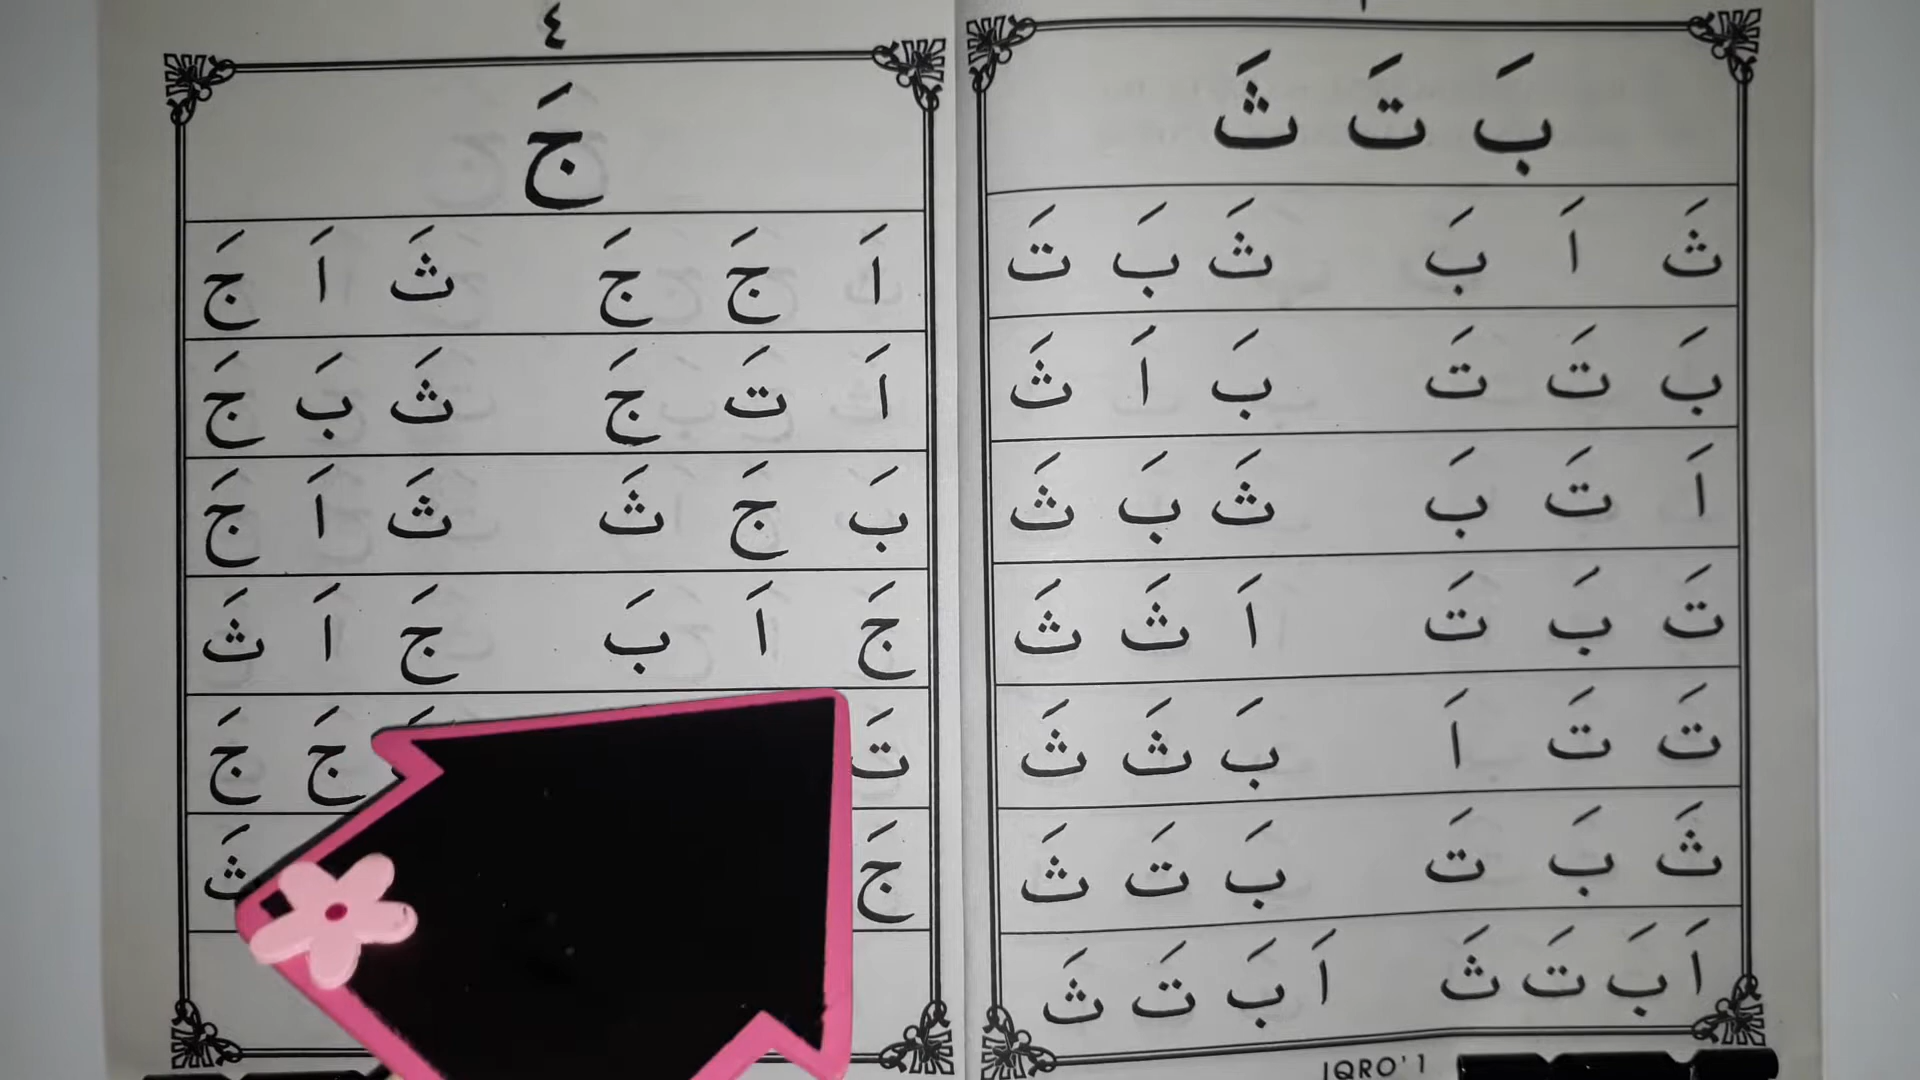 بَ تَ ثَ
ثَ اَ بَ ثَ بَ تَ
بَ تَ تَ بَ اَ ثَ
اَ تَ بَ ثَ بَ ثَ
تَ بَ تَ اَ ثَ ثَ
تَ تَ اَ بَ ثَ ثَ
ثَ بَ تَ بَ تَ ثَ
اَ بَ تَ ثَ اَ بَ تَ ثَ
IQRO'1
٤
جَ
اَ جَ جَ ثَ اَ جَ
اَ تَ جَ ثَ بَ جَ
بَ جَ ثَ ثَ اَ جَ
جَ اَ بَ جَ اَ ثَ
تَ جَ جَ
جَ ثَ